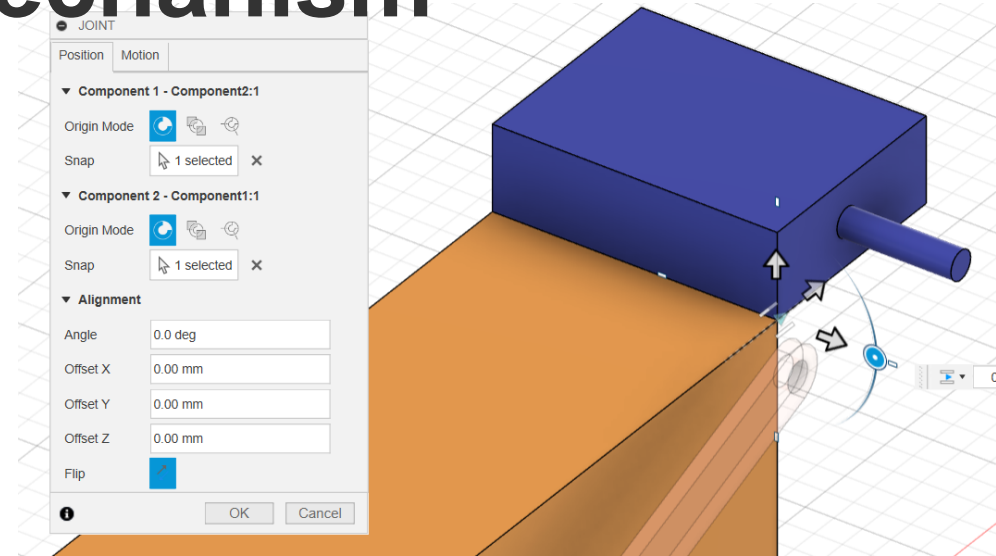 JOINT
Position Motion
Component 1 - Component2:1
Origin Mode
Snap 1 selected
Component 2 - Component1:1
Origin Mode
Snap 1 selected
Alignment
Angle 0.0 deg
Offset X 0.00 mm
Offset Y 0.00 mm
Offset Z 0.00 mm
Flip
OK Cancel